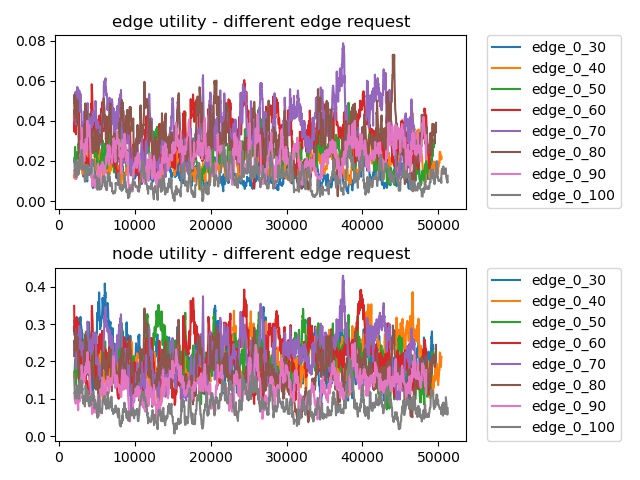 edge utility - different edge request
0.08
0.06
0.04
0.02
0.00
0 10000 20000 30000 40000 50000
edge_0_30
edge_0_40
edge_0_50
edge_0_60
edge_0_70
edge_0_80
edge_0_90
edge_0_100
node utility - different edge request
0.4
0.3
0.2
0.1
0.0
0 10000 20000 30000 40000 50000
edge_0_30
edge_0_40
edge_0_50
edge_0_60
edge_0_70
edge_0_80
edge_0_90
edge_0_100